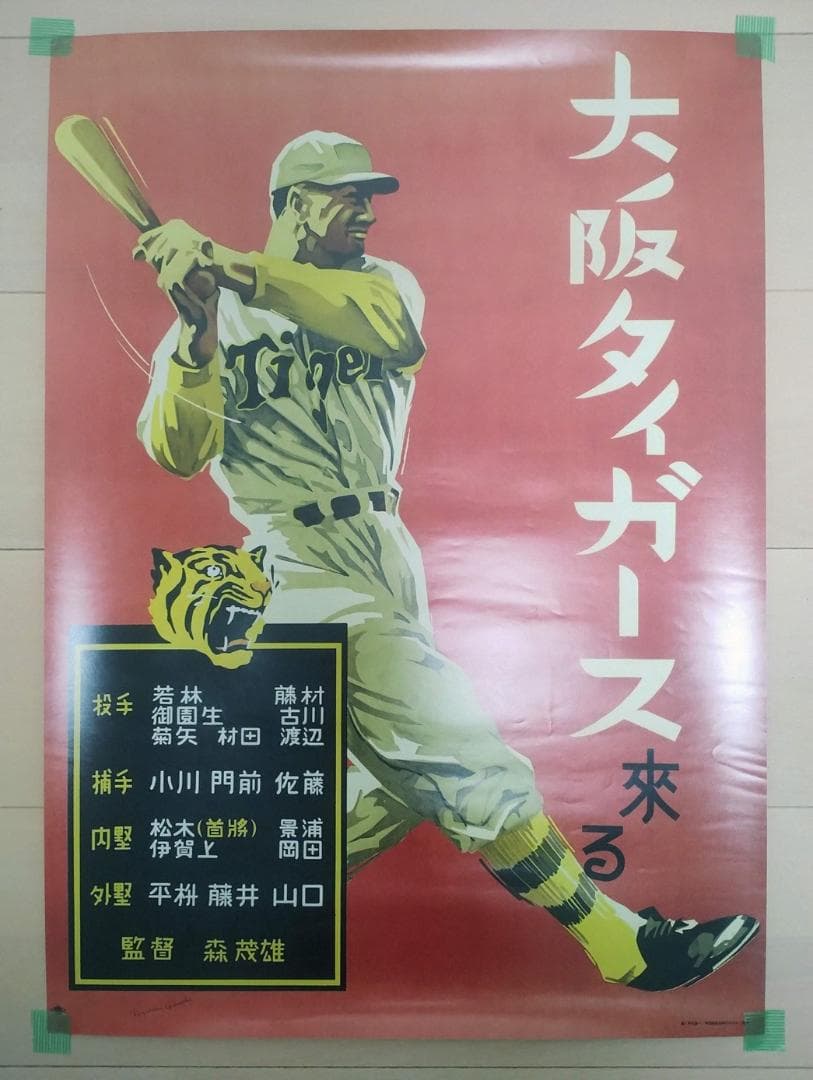 大阪タイガース
來る
Tigers
投手 若林 藤村
御園生 古川
菊矢 村田 渡辺
捕手 小川 門前 佐藤
内野 松木(首將) 景浦
伊賀上 岡田
外野 平桝 藤井 山口
監督 森茂雄